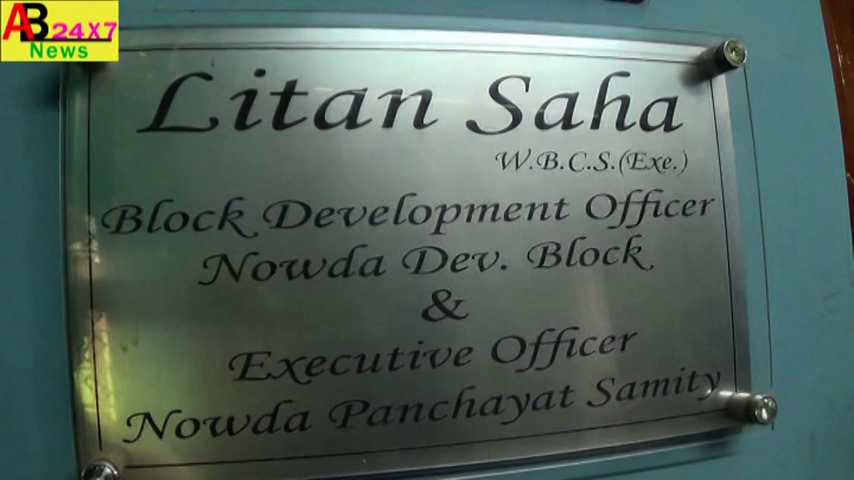 AB 24X7
News
Litan Saha
W.B.C.S.(Exe.)
Block Development Officer
Nowda Dev. Block
&
Executive Officer
Nowda Panchayat Samity